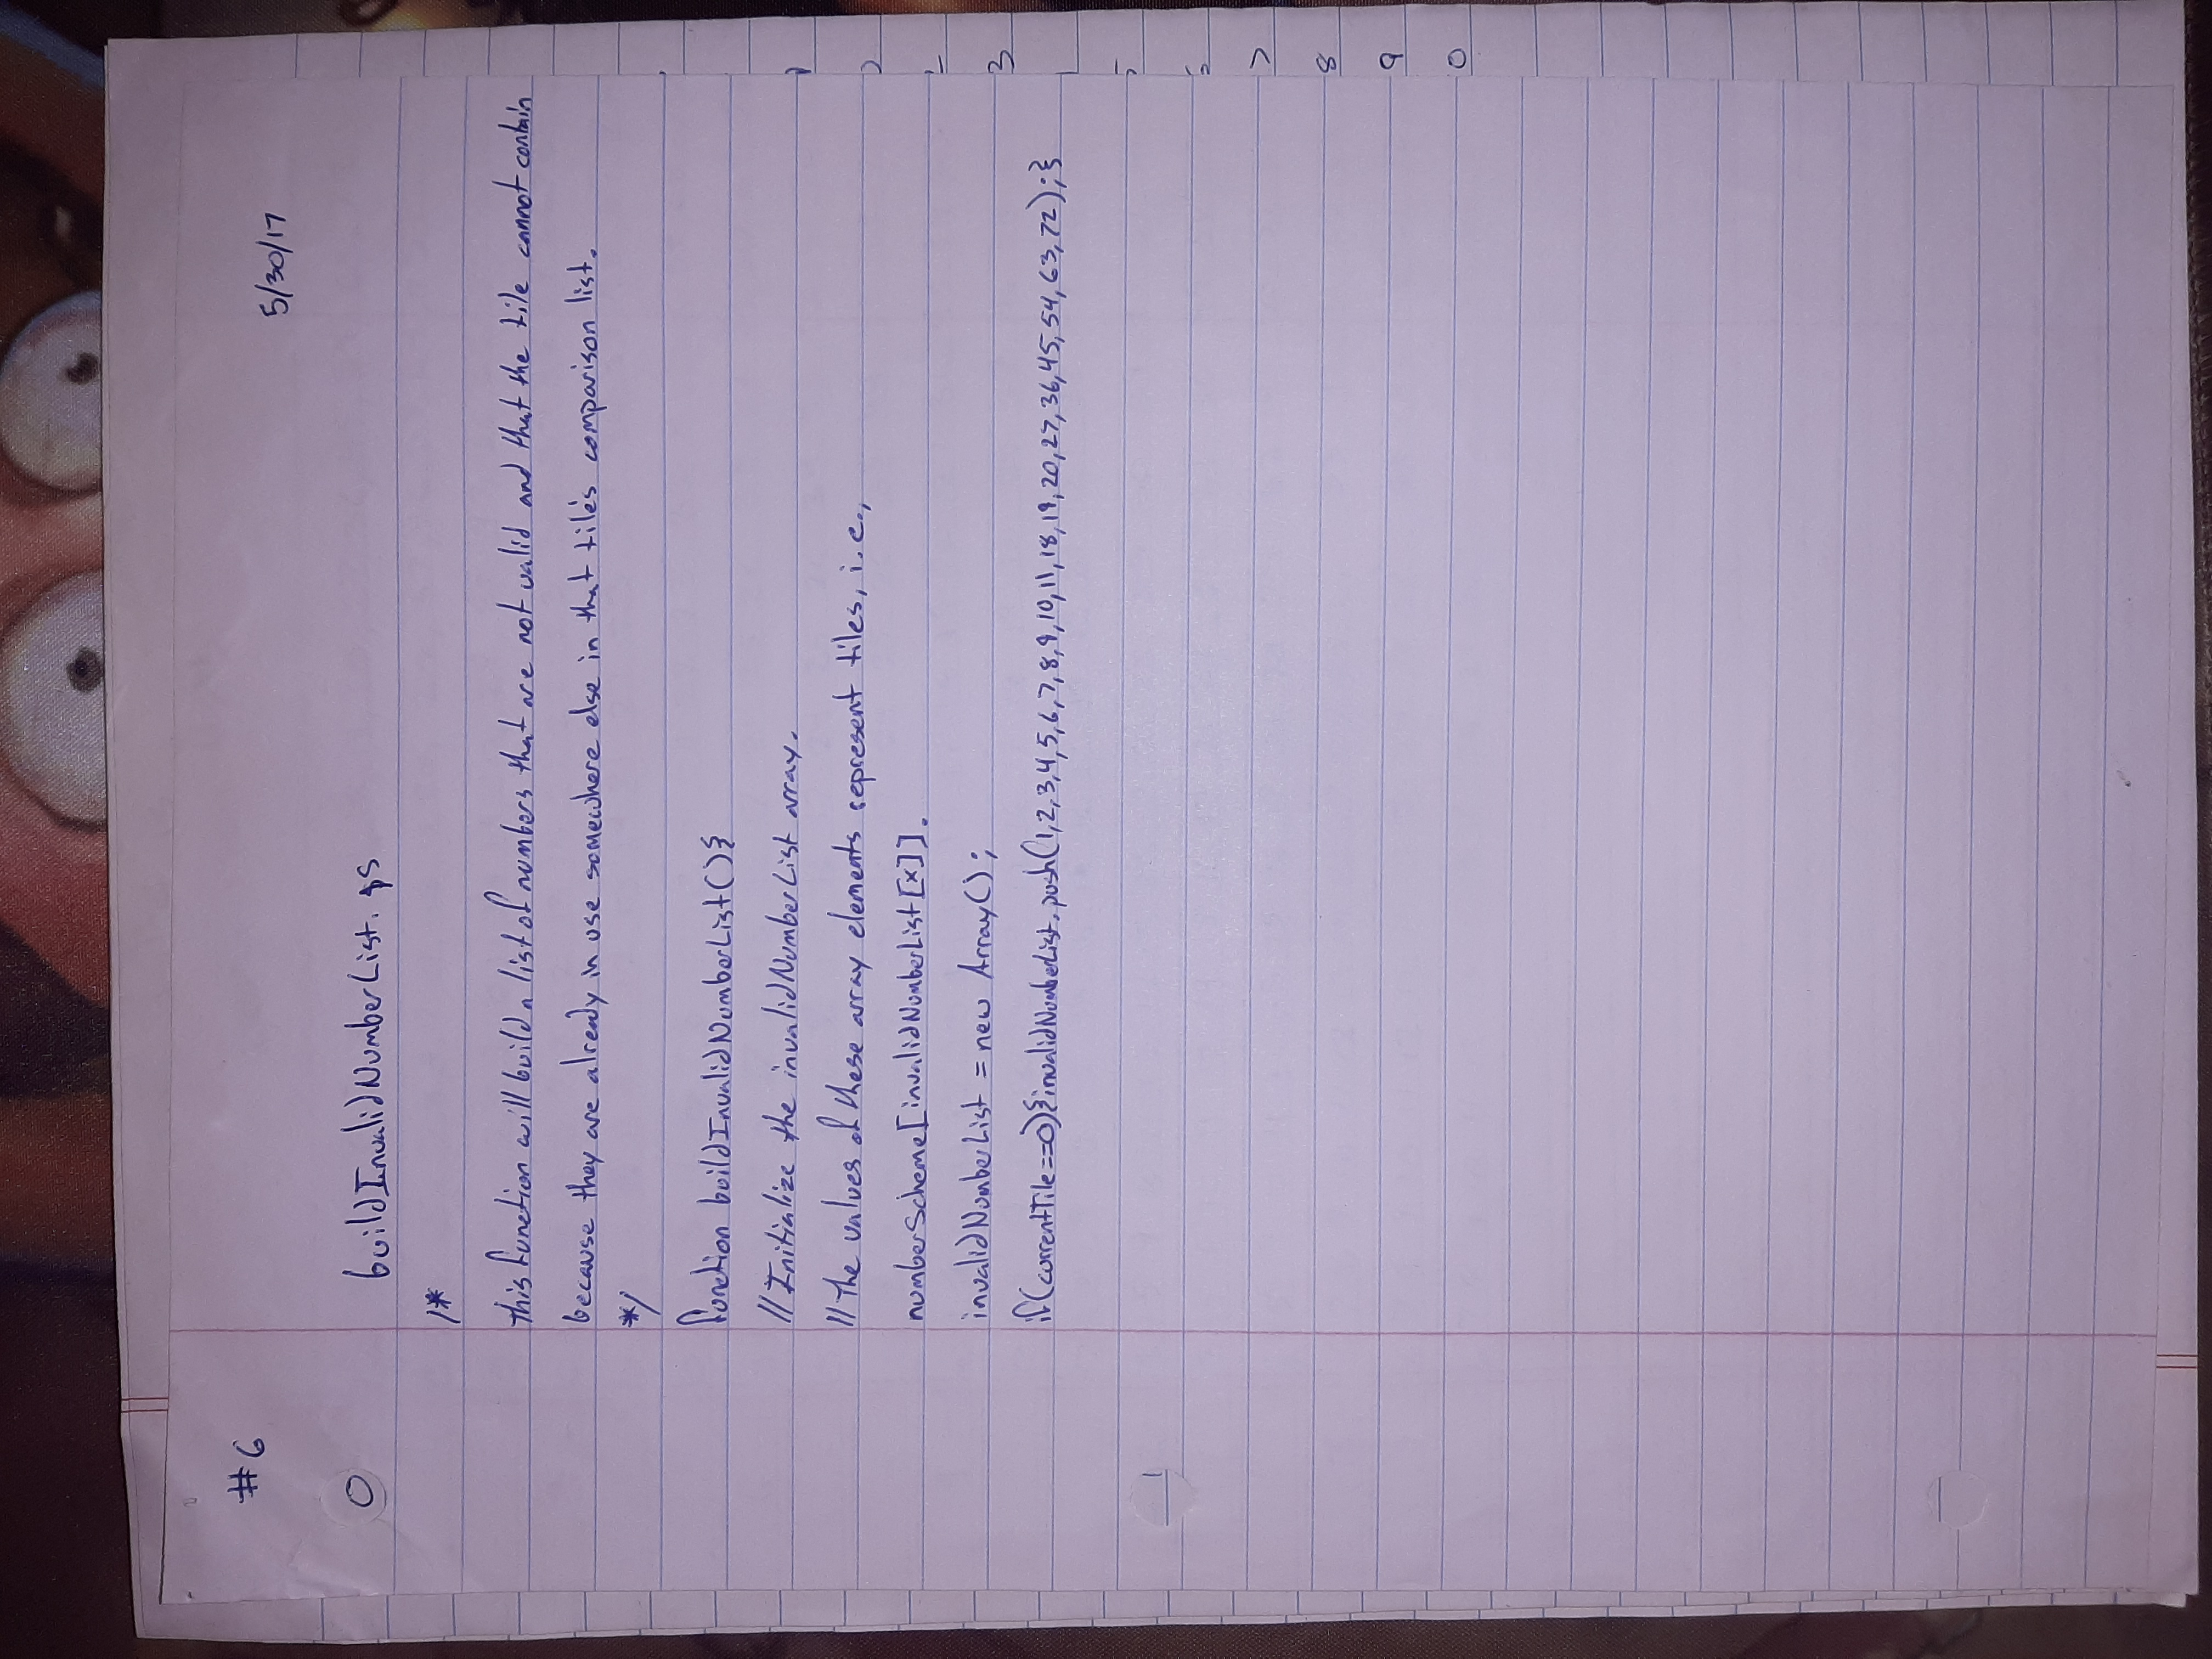 #6
5/30/17
O
buildInvalidNumberList.js
/*
This function will build a list of numbers that are not valid and that the tile cannot contain
because they are already in use somewhere else in that tile's comparison list.
*/
function buildInvalidNumberList(){
// Initialize the invalidNumberList array.
// The values of these array elements represent tiles, i.e.,
numberScheme[invalidNumberList[x]].
invalidNumberList = new Array();
if(currentTile==0){invalidNumberList.push(1,2,3,4,5,6,7,8,9,10,11,18,19,20,27,36,45,54,63,72);}
3
7
8
9
0